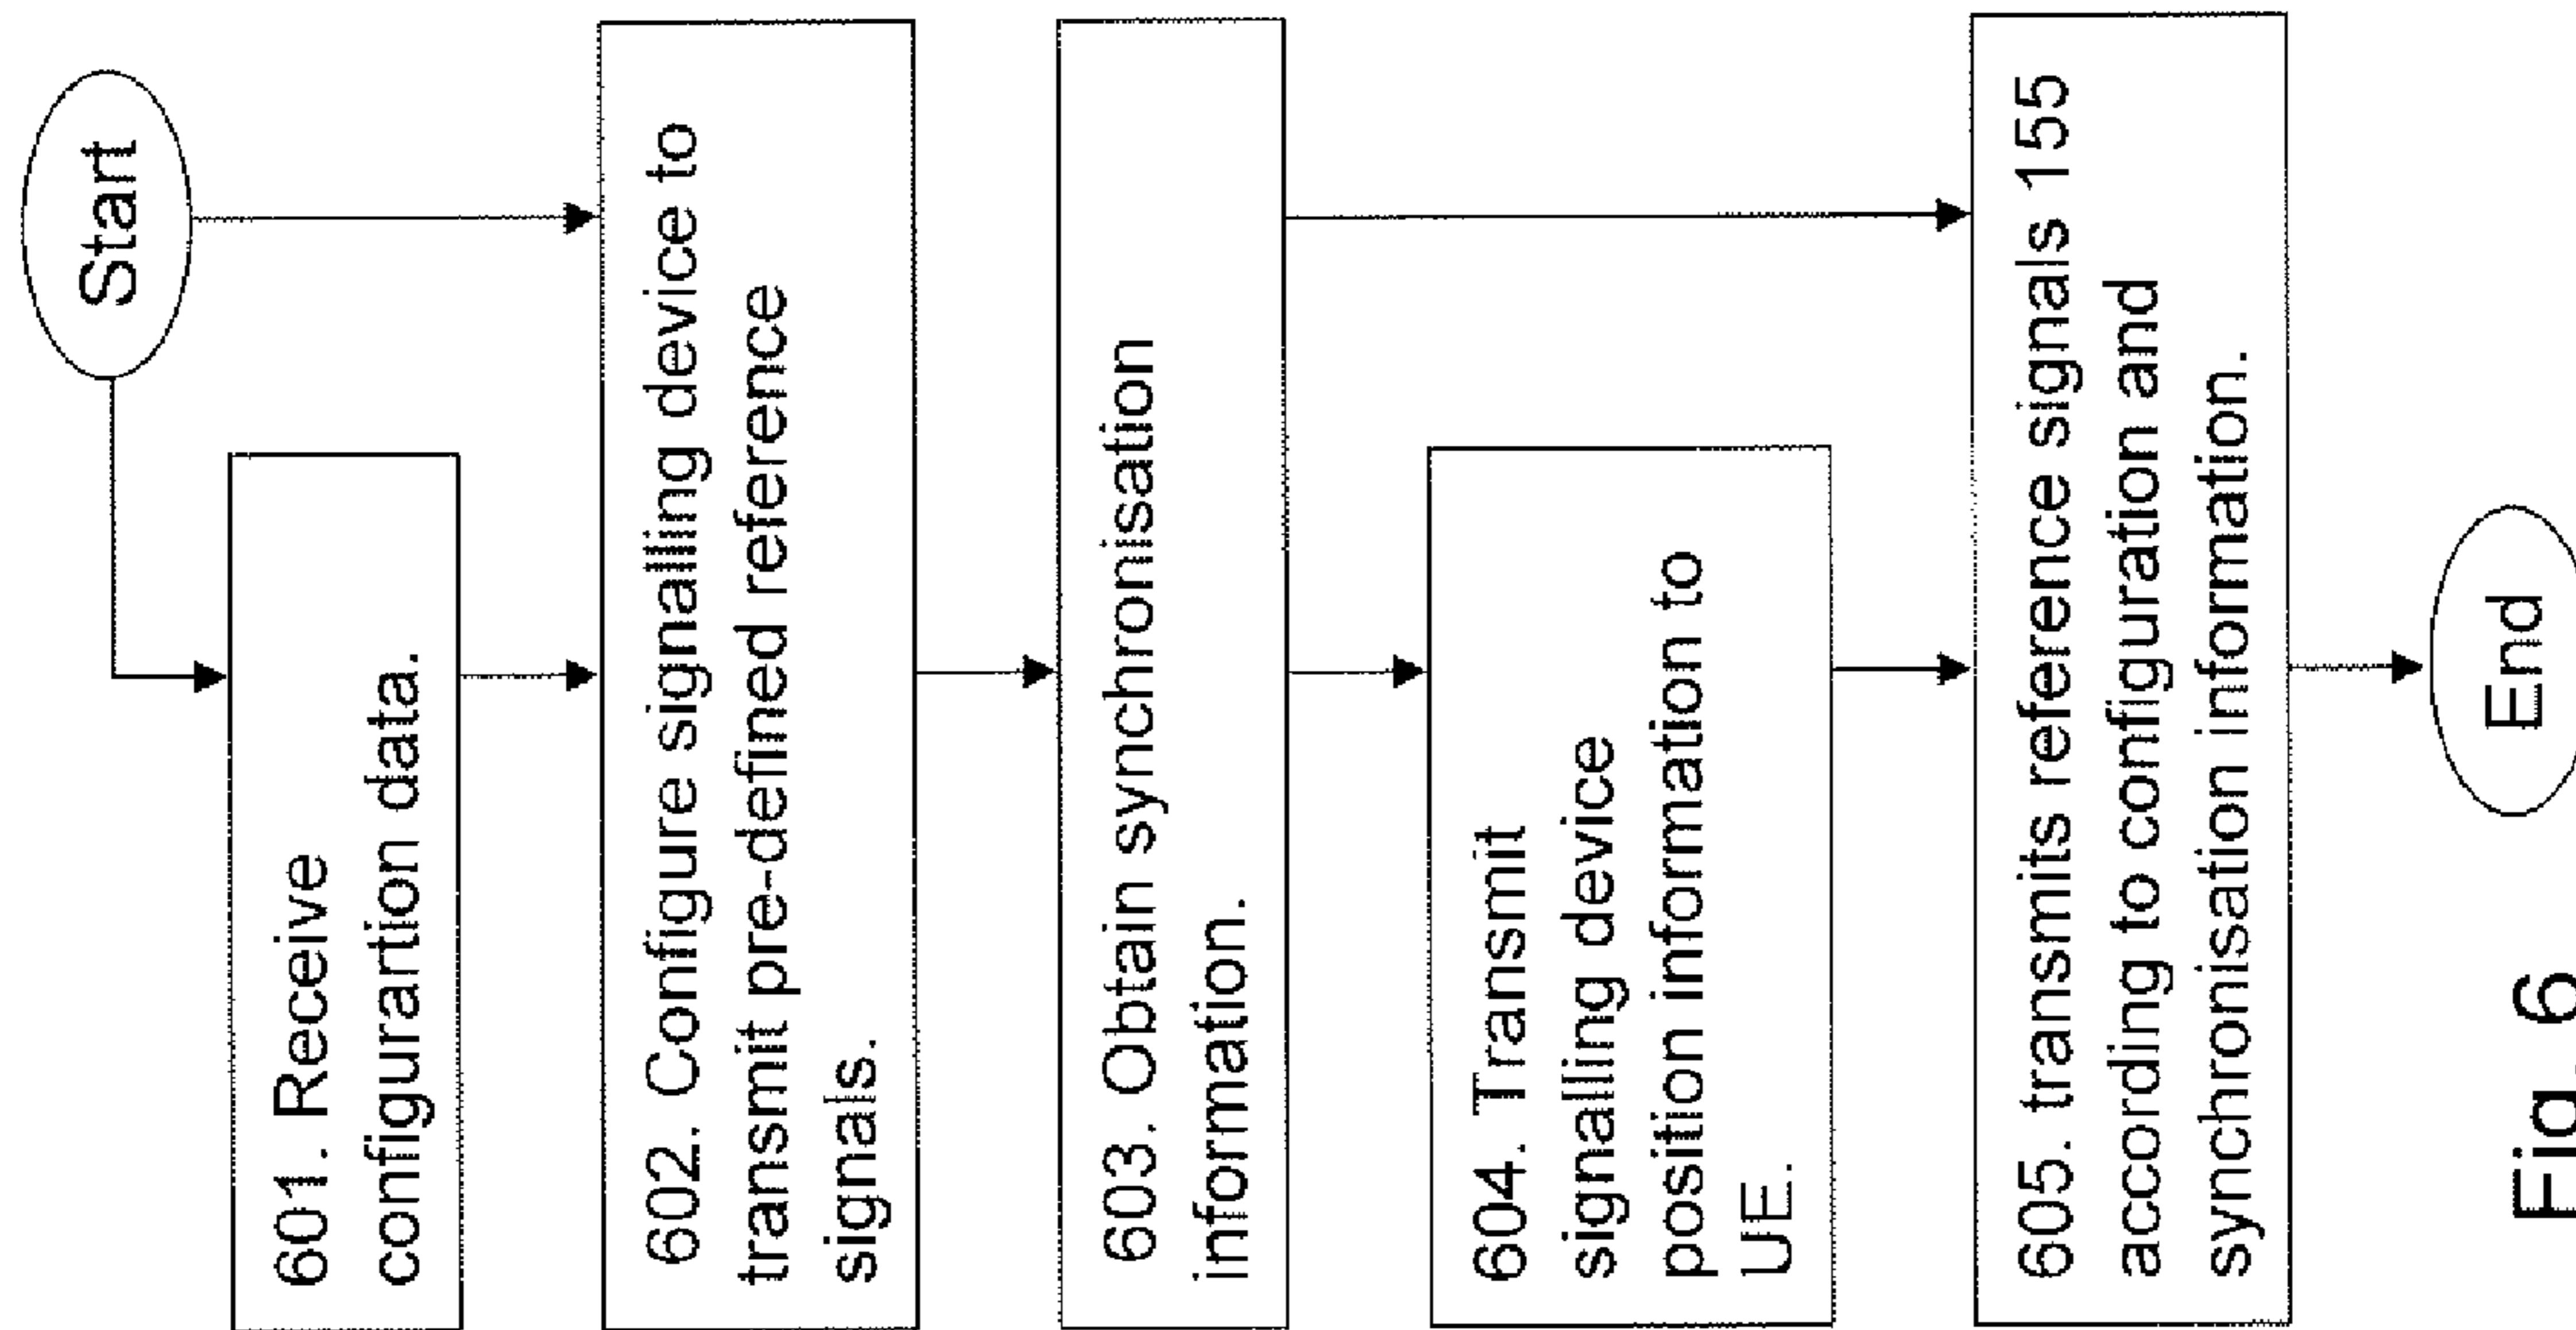 Start
601. Receive
configurartion data.
602. Configure signalling device to
transmit pre-defined reference
signals.
603. Obtain synchronisation
information.
604. Transmit
signalling device
position information to
UE.
605. transmits reference signals 155
according to configuration and
synchronisation information.
End
Fig. 6